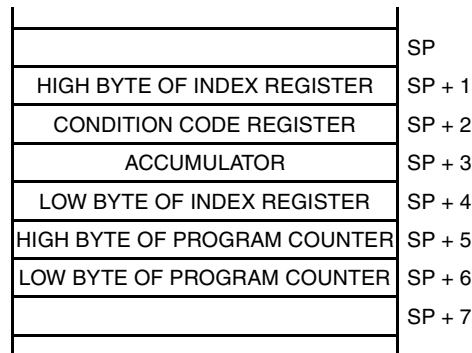 SP
HIGH BYTE OF INDEX REGISTER SP + 1
CONDITION CODE REGISTER SP + 2
ACCUMULATOR SP + 3
LOW BYTE OF INDEX REGISTER SP + 4
HIGH BYTE OF PROGRAM COUNTER SP + 5
LOW BYTE OF PROGRAM COUNTER SP + 6
SP + 7